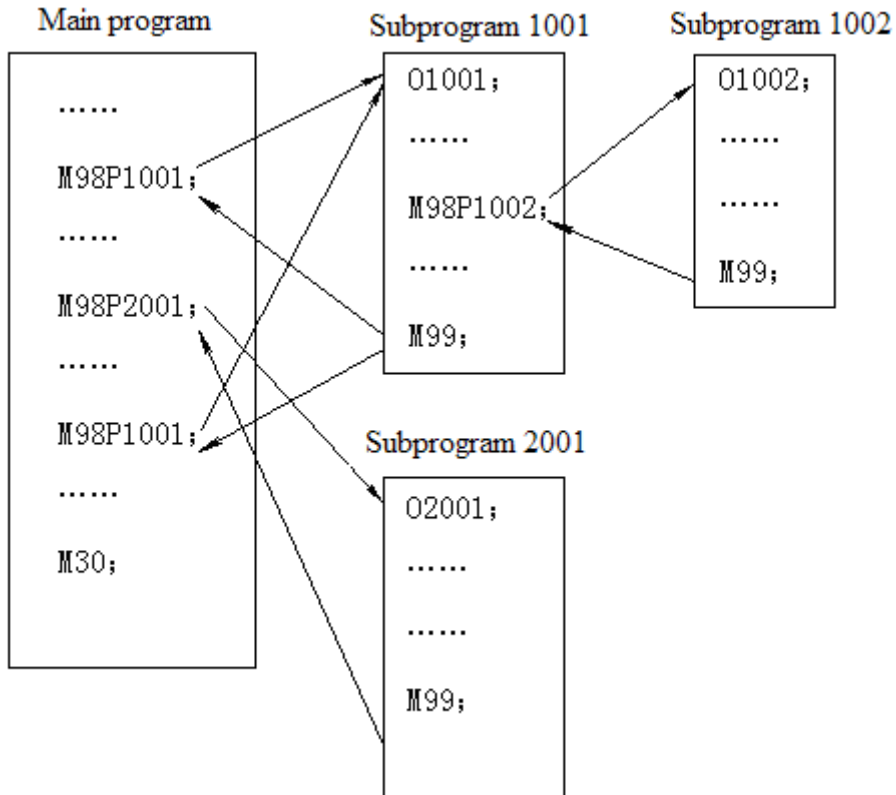 Main program
……
M98P1001;
……
M98P2001;
……
M98P1001;
……
M30;
Subprogram 1001
O1001;
……
M98P1002;
……
M99;
Subprogram 1002
O1002;
……
……
M99;
Subprogram 2001
O2001;
……
……
M99;